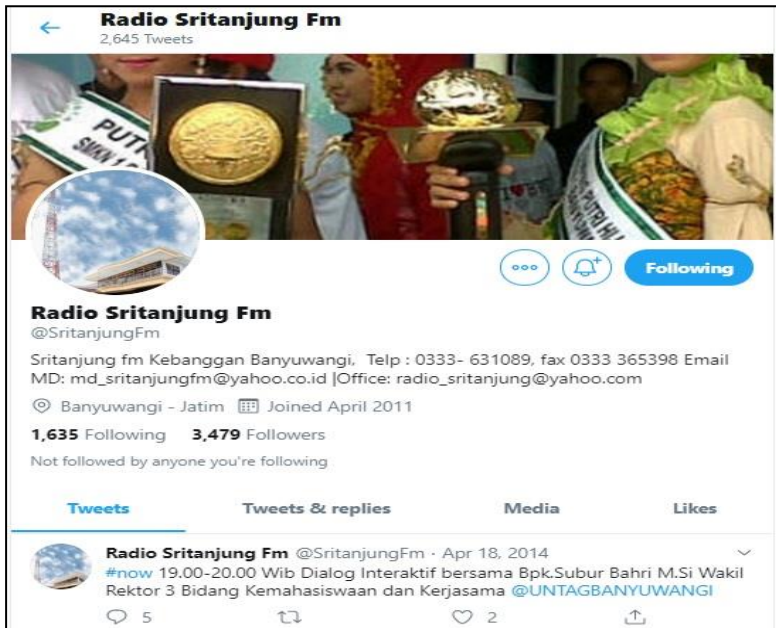 Radio Sritanjung Fm
2,645 Tweets
PUTRI
SMKN 1
PUTRI HIJ
Following
Radio Sritanjung Fm
@SritanjungFm
Sritanjung fm Kebanggan Banyuwangi, Telp : 0333- 631089, fax 0333 365398 Email
MD: md_sritanjungfm@yahoo.co.id |Office: radio_sritanjung@yahoo.com
Banyuwangi - Jatim Joined April 2011
1,635 Following 3,479 Followers
Not followed by anyone you're following
Tweets Tweets & replies Media Likes
Radio Sritanjung Fm @SritanjungFm · Apr 18, 2014
#now 19.00-20.00 Wib Dialog Interaktif bersama Bpk.Subur Bahri M.Si Wakil
Rektor 3 Bidang Kemahasiswaan dan Kerjasama @UNTAGBANYUWANGI
5 2